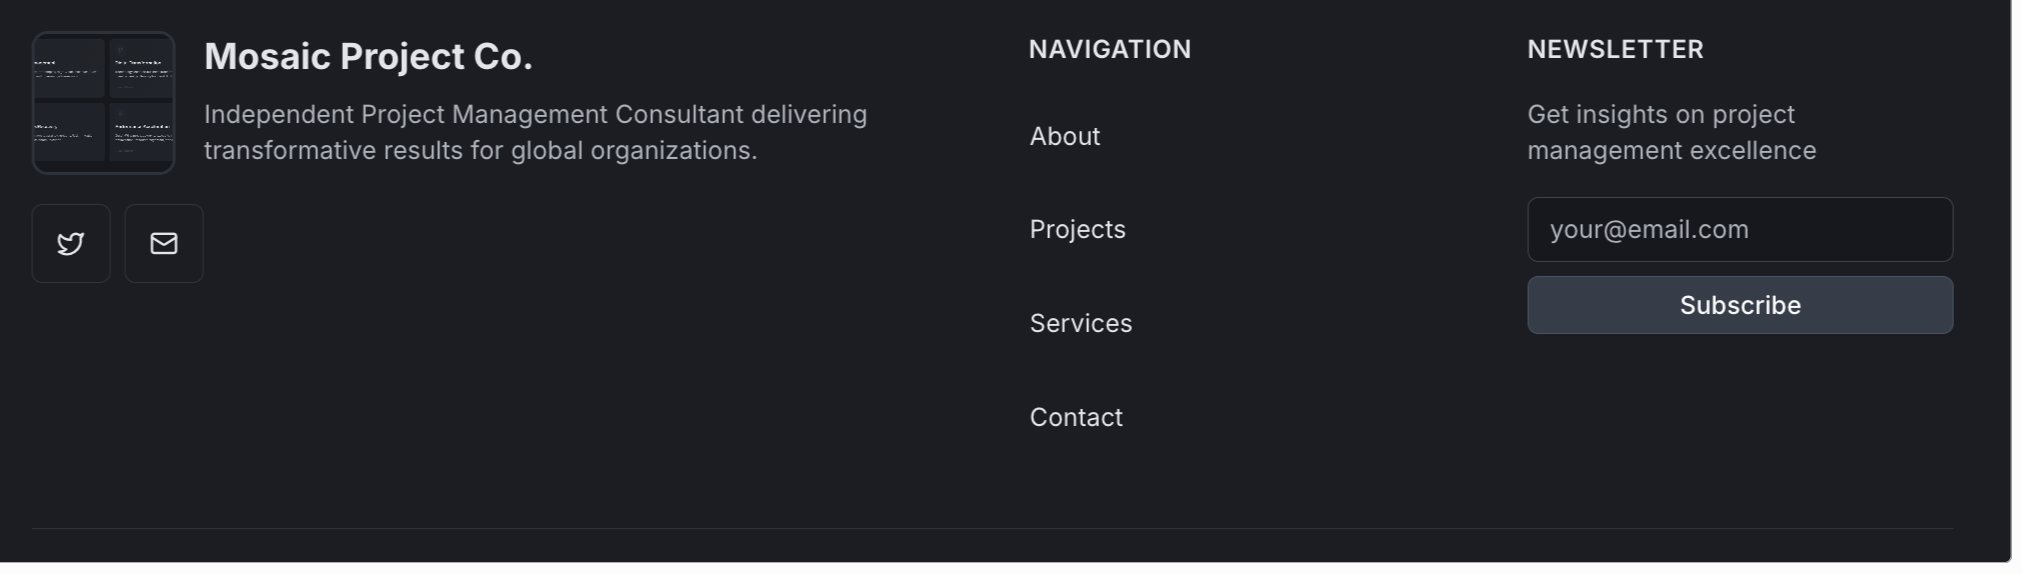 Mosaic Project Co.
Independent Project Management Consultant delivering
transformative results for global organizations.
NAVIGATION
About
Projects
Services
Contact
NEWSLETTER
Get insights on project
management excellence
your@email.com
Subscribe